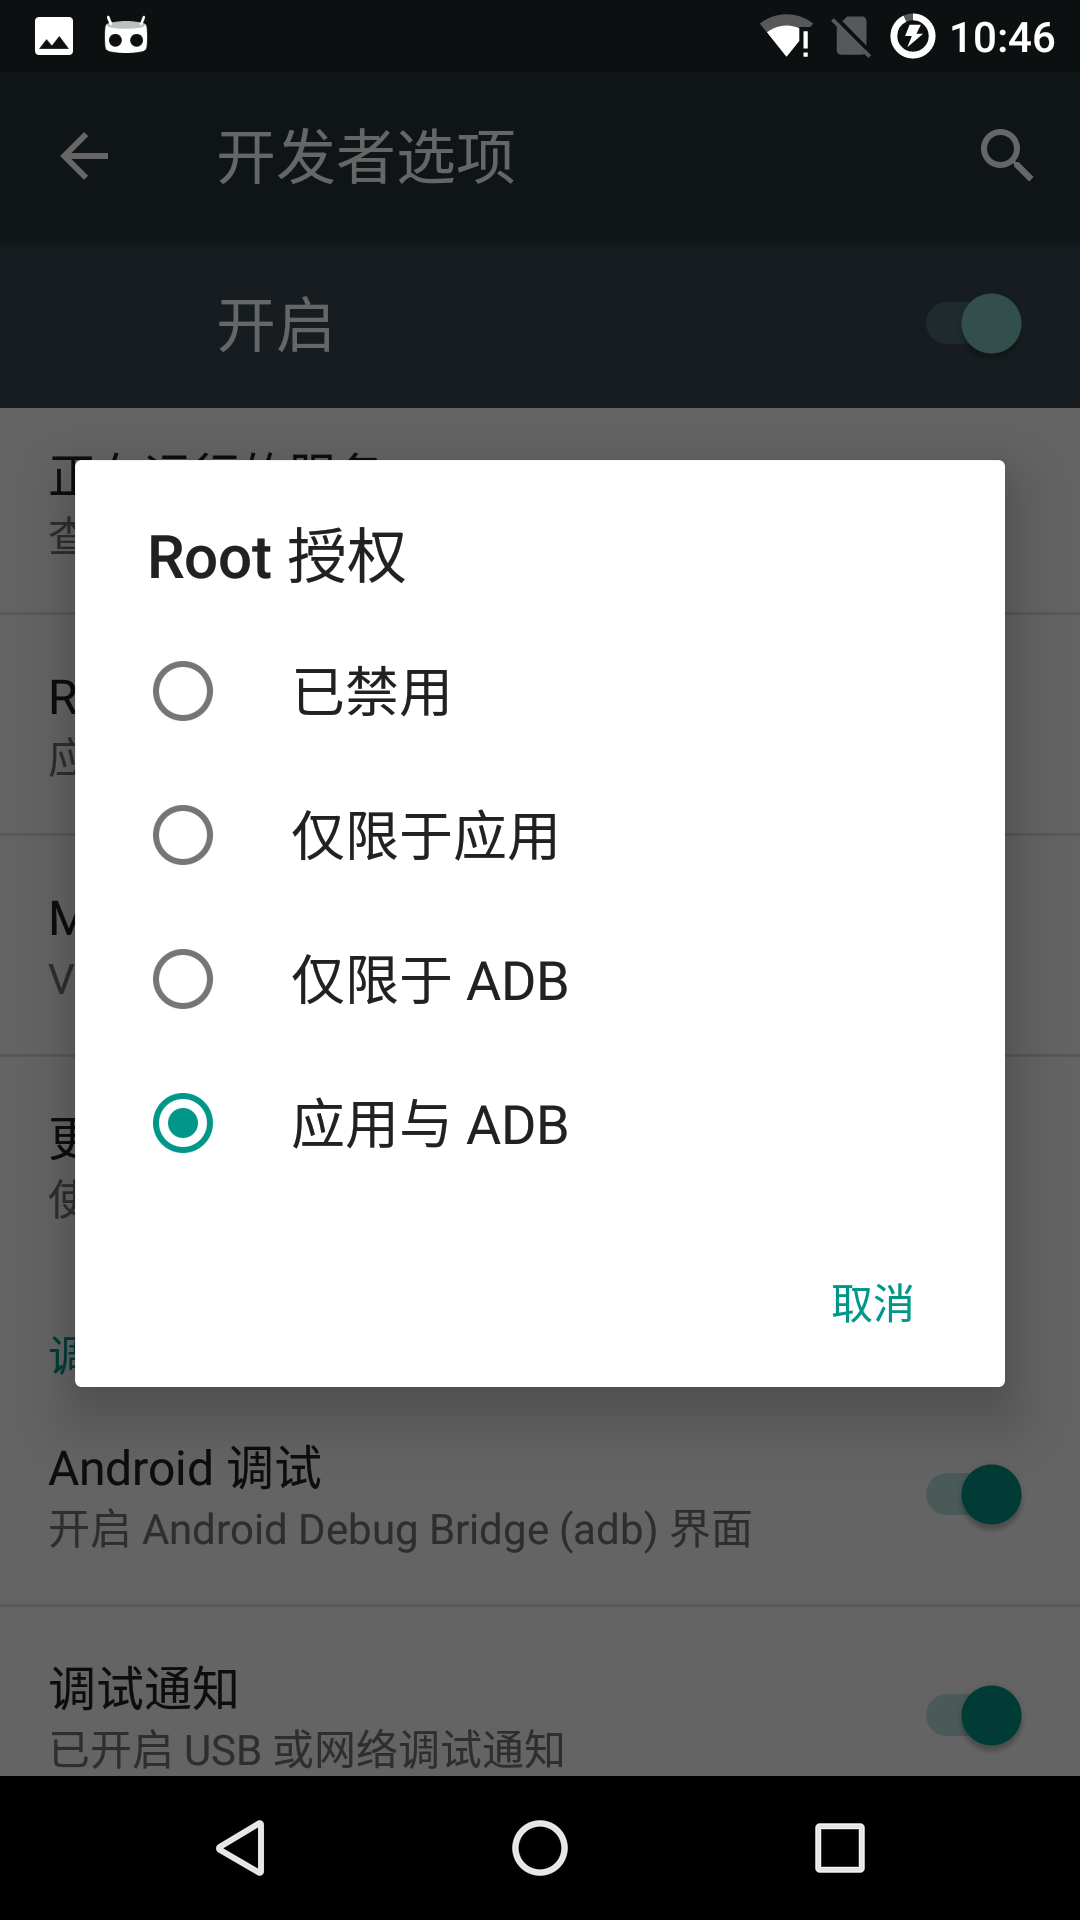 10:46
开发者选项
开启
Root 授权
已禁用
仅限于应用
仅限于 ADB
应用与 ADB
取消
Android 调试
开启 Android Debug Bridge (adb) 界面
调试通知
已开启 USB 或网络调试通知